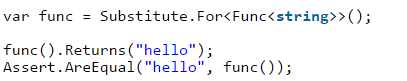 var func = Substitute.For<Func<string>>();
func().Returns("hello");
Assert.AreEqual("hello", func());